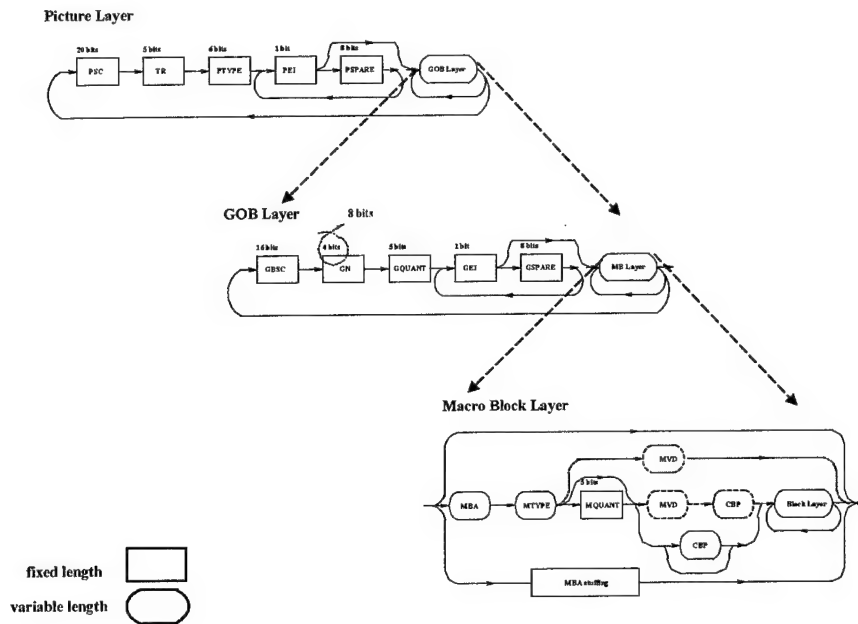 Picture Layer
20 bits 5 bits 6 bits 1 bit 8 bits
PSC TR PTYPE PEI PSPARE GOB Layer
GOB Layer
8 bits
16 bits 4 bits 5 bits 1 bit 8 bits
GBSC GN GQUANT GEI GSPARE MB Layer
Macro Block Layer
MVD
5 bits
MBA MTYPE MQUANT MVD CBP Block Layer
CBP
MBA stuffing
fixed length
variable length